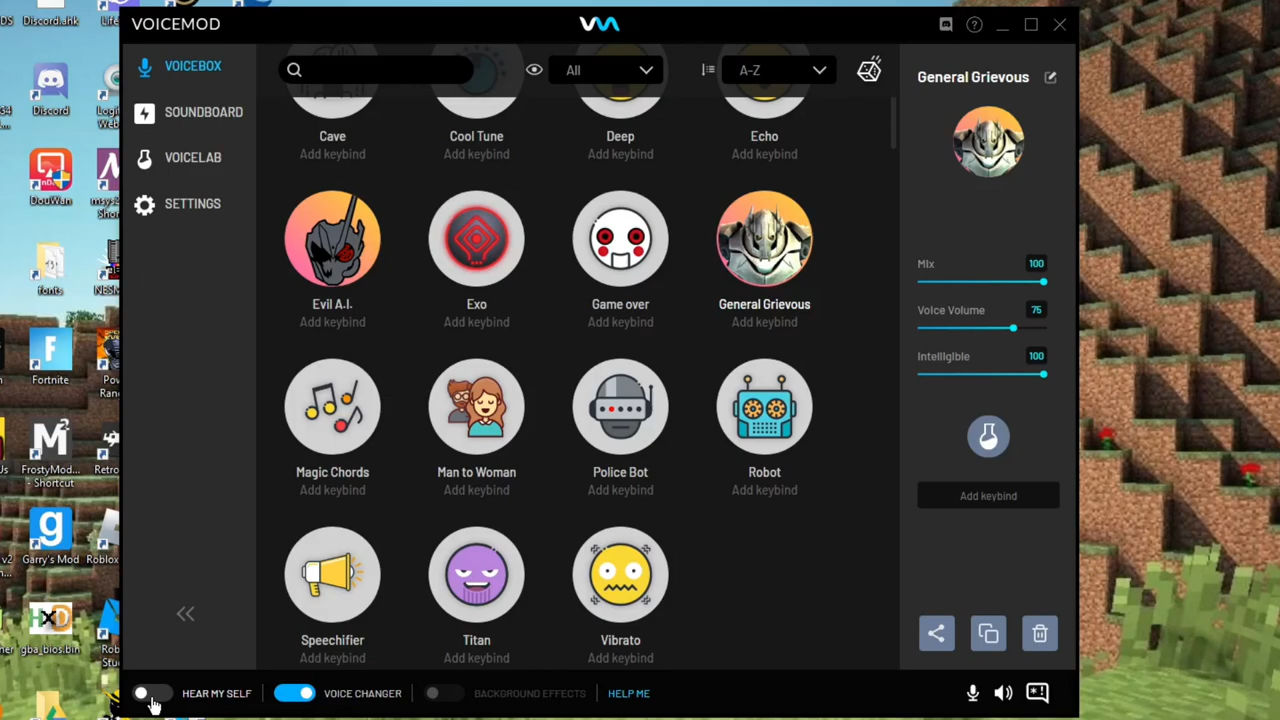 VOICEMOD
VOICEBOX
SOUNDBOARD
VOICELAB
SETTINGS
All
A-Z
Cave
Add keybind
Cool Tune
Add keybind
Deep
Add keybind
Echo
Add keybind
Evil A.I.
Add keybind
Exo
Add keybind
Game over
Add keybind
General Grievous
Add keybind
Magic Chords
Add keybind
Man to Woman
Add keybind
Police Bot
Add keybind
Robot
Add keybind
Speechifier
Add keybind
Titan
Add keybind
Vibrato
Add keybind
General Grievous
Mix 100
Voice Volume 75
Intelligible 100
Add keybind
HEAR MY SELF
VOICE CHANGER
BACKGROUND EFFECTS
HELP ME
Discord.ahk
Discord
DouWan
fonts
Fortnite
FrostyMod...
- Shortcut
Garry's Mod
gba_bios.bin